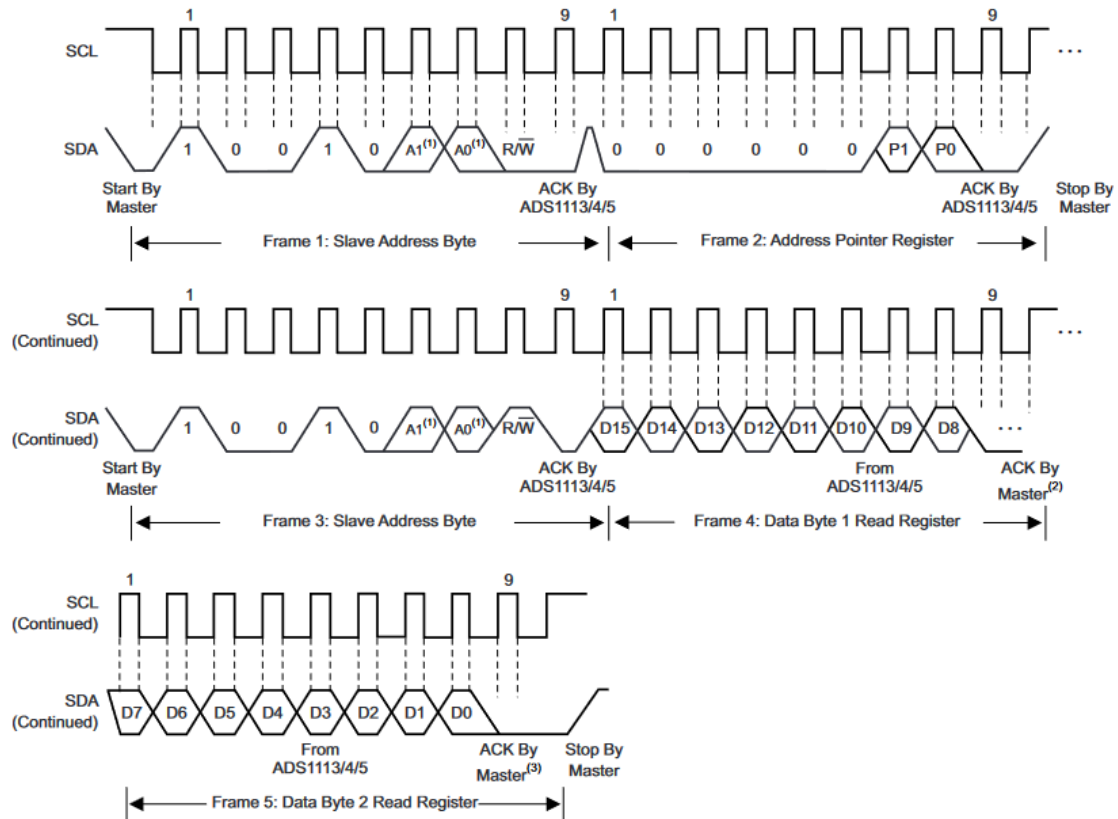 1 9 1 9
SCL ...
SDA 1 0 0 1 0 A1(1) A0(1) R/W̅ 0 0 0 0 0 0 P1 P0
Start By ACK By ACK By Stop By
Master ADS1113/4/5 ADS1113/4/5 Master
Frame 1: Slave Address Byte Frame 2: Address Pointer Register
1 9 1 9
SCL
(Continued) ...
SDA 1 0 0 1 0 A1(1) A0(1) R/W̅ D15 D14 D13 D12 D11 D10 D9 D8 ...
(Continued)
Start By ACK By From ACK By
Master ADS1113/4/5 ADS1113/4/5 Master(2)
Frame 3: Slave Address Byte Frame 4: Data Byte 1 Read Register
1 9
SCL
(Continued)
SDA D7 D6 D5 D4 D3 D2 D1 D0
(Continued)
From ACK By Stop By
ADS1113/4/5 Master(3) Master
Frame 5: Data Byte 2 Read Register